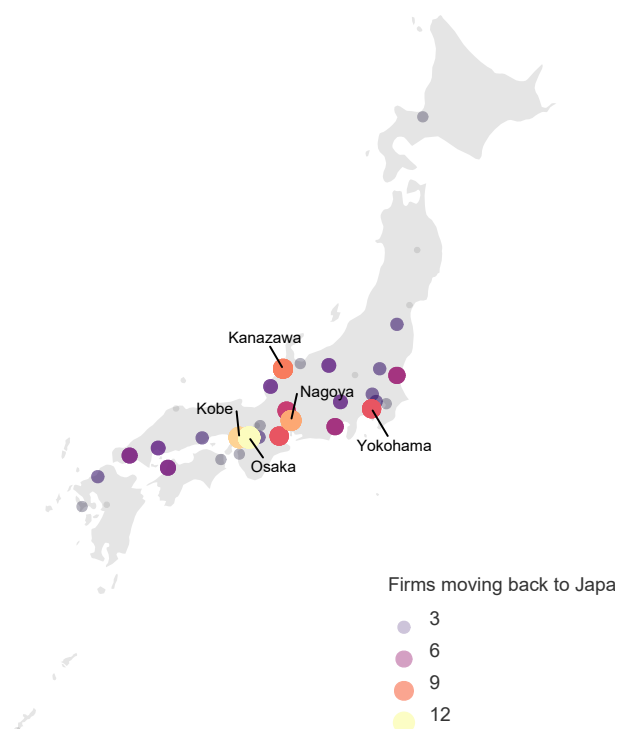 Kanazawa
Nagoya
Kobe
Yokohama
Osaka
Firms moving back to Japa
3
6
9
12